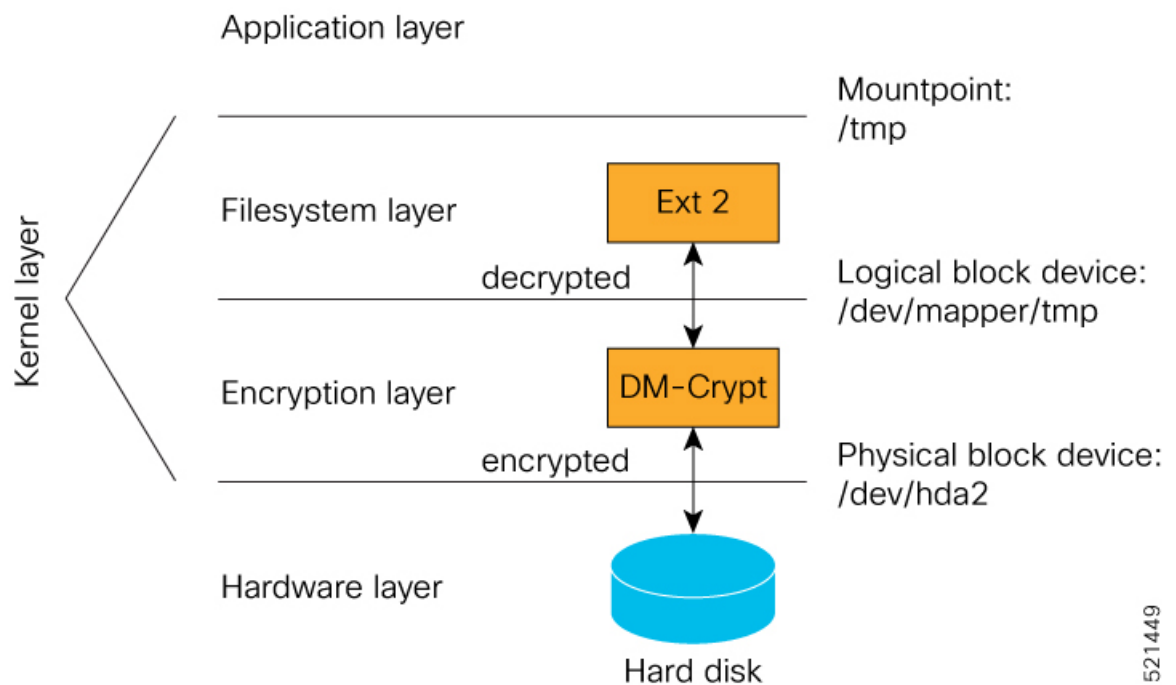 Application layer
Mountpoint:
/tmp
Kernel layer
Filesystem layer
Ext 2
decrypted
Logical block device:
/dev/mapper/tmp
Encryption layer
DM-Crypt
encrypted
Physical block device:
/dev/hda2
Hardware layer
Hard disk
521449